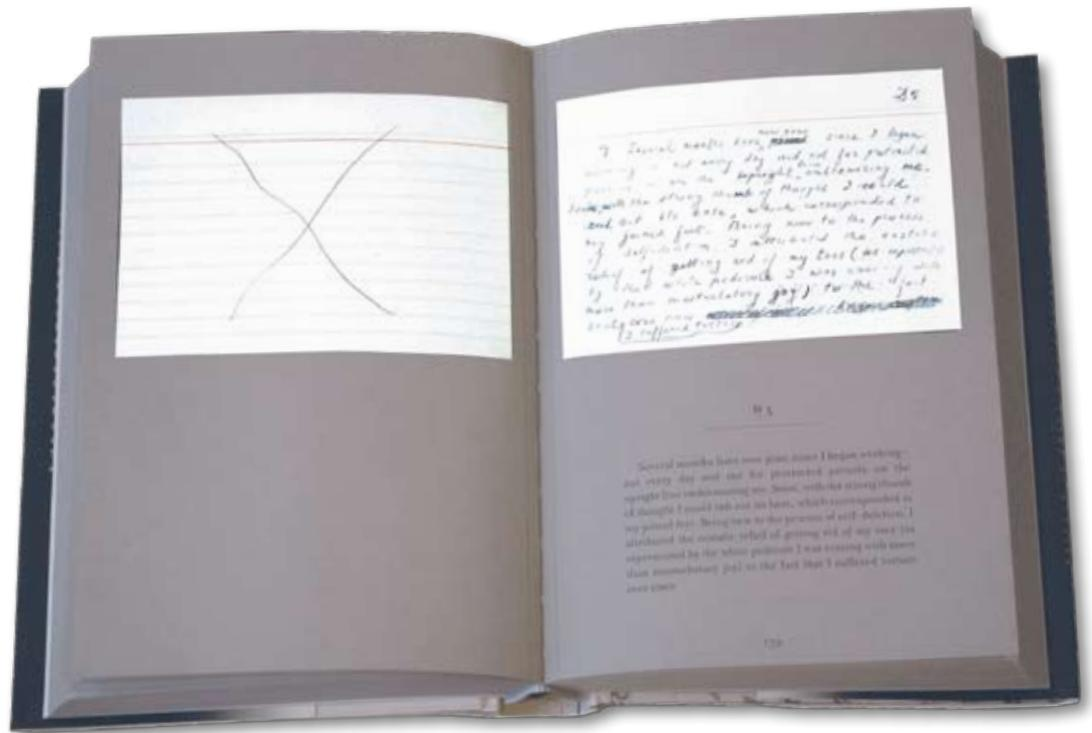 D5
Several months have now gone since I began
working — not every day and not for protracted
periods — on the upright line emblemazing me.
Soon, with the strong thumb of thought I could
rub out its base, which corresponded to
my joined feet. Being new to the process
of self-deletion, I attributed the ecstatic
relief of getting rid of my toes (as represented
by the white pedicule I was erasing with
more than masturbatory joy) to the fact
I suffered torture
Several months have now gone since I began working—
not every day and not for protracted periods—on the
upright line emblemazing me. Soon, with the strong thumb
of thought I could rub out its base, which corresponded to
my joined feet. Being new to the process of self-deletion, I
attributed the ecstatic relief of getting rid of my toes (as
represented by the white pedicule I was erasing with more
than masturbatory joy) to the fact that I suffered torture
ever since